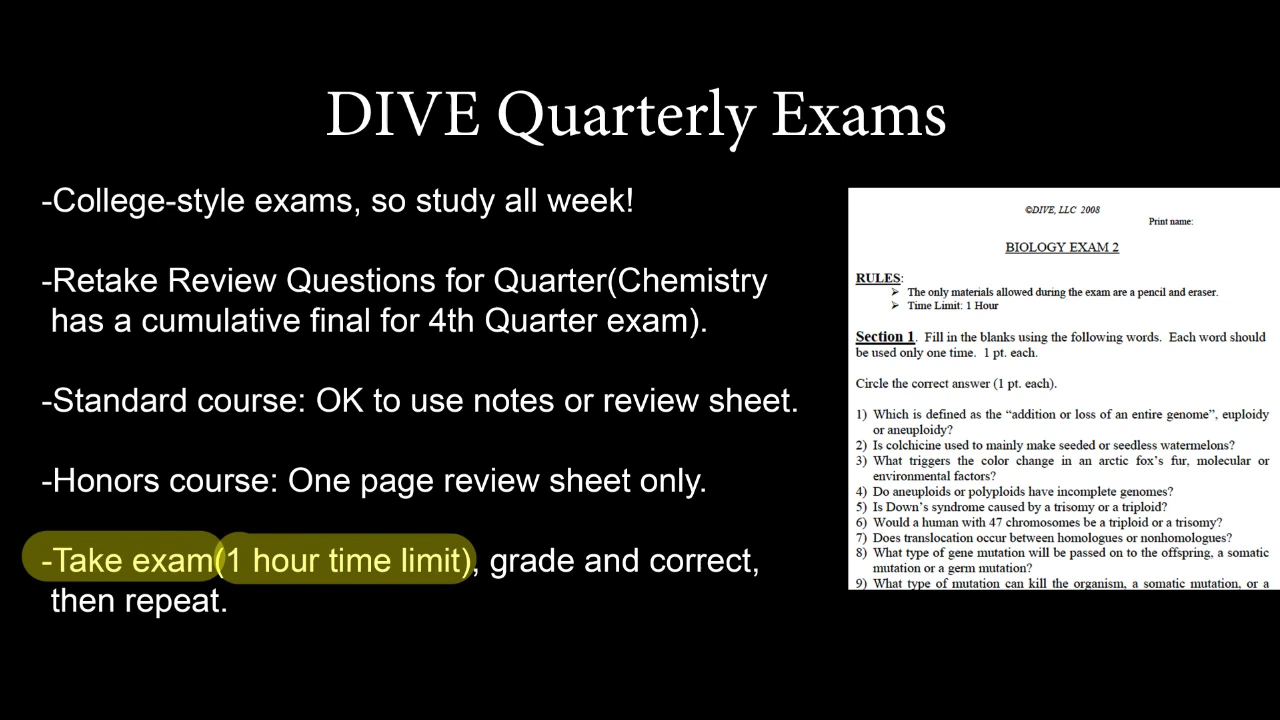 DIVE Quarterly Exams
-College-style exams, so study all week!
-Retake Review Questions for Quarter(Chemistry
has a cumulative final for 4th Quarter exam).
-Standard course: OK to use notes or review sheet.
-Honors course: One page review sheet only.
-Take exam(1 hour time limit), grade and correct,
then repeat.
©DIVE, LLC 2008
Print name:
BIOLOGY EXAM 2
RULES:
➢ The only materials allowed during the exam are a pencil and eraser.
➢ Time Limit: 1 Hour
Section 1. Fill in the blanks using the following words. Each word should
be used only one time. 1 pt. each.
Circle the correct answer (1 pt. each).
1) Which is defined as the “addition or loss of an entire genome”, euploidy
or aneuploidy?
2) Is colchicine used to mainly make seeded or seedless watermelons?
3) What triggers the color change in an arctic fox’s fur, molecular or
environmental factors?
4) Do aneuploids or polyploids have incomplete genomes?
5) Is Down’s syndrome caused by a trisomy or a triploid?
6) Would a human with 47 chromosomes be a triploid or a trisomy?
7) Does translocation occur between homologues or nonhomologues?
8) What type of gene mutation will be passed on to the offspring, a somatic
mutation or a germ mutation?
9) What type of mutation can kill the organism, a somatic mutation, or a